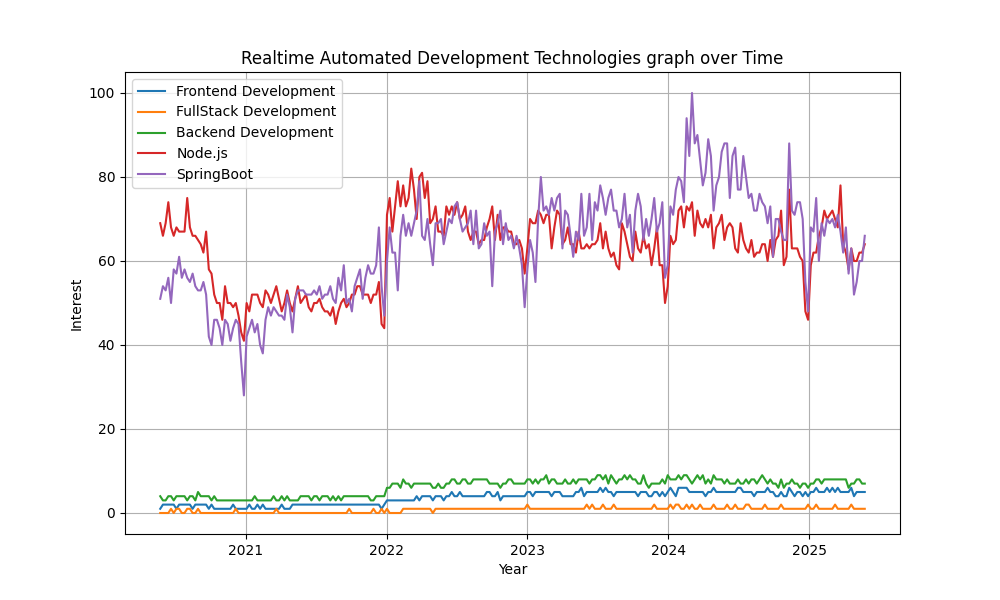 Realtime Automated Development Technologies graph over Time
Frontend Development
FullStack Development
Backend Development
Node.js
SpringBoot
100
80
60
40
20
0
Interest
2021 2022 2023 2024 2025
Year